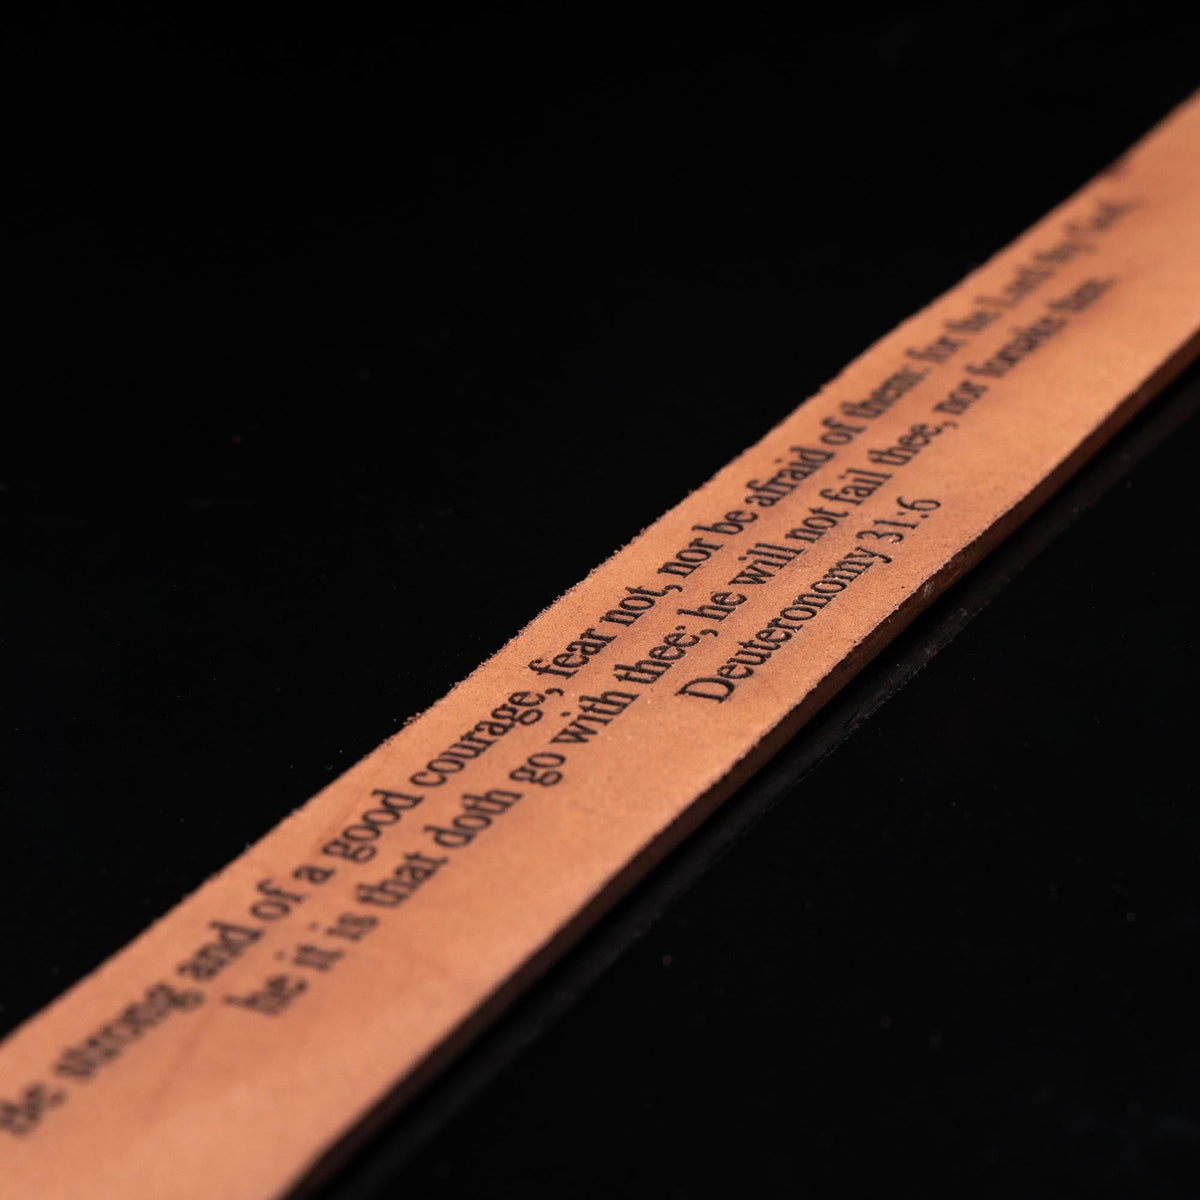 Be strong and of a good courage, fear not, nor be afraid of them: for the Lord thy God,
he it is that doth go with thee; he will not fail thee, nor forsake thee.
Deuteronomy 31:6